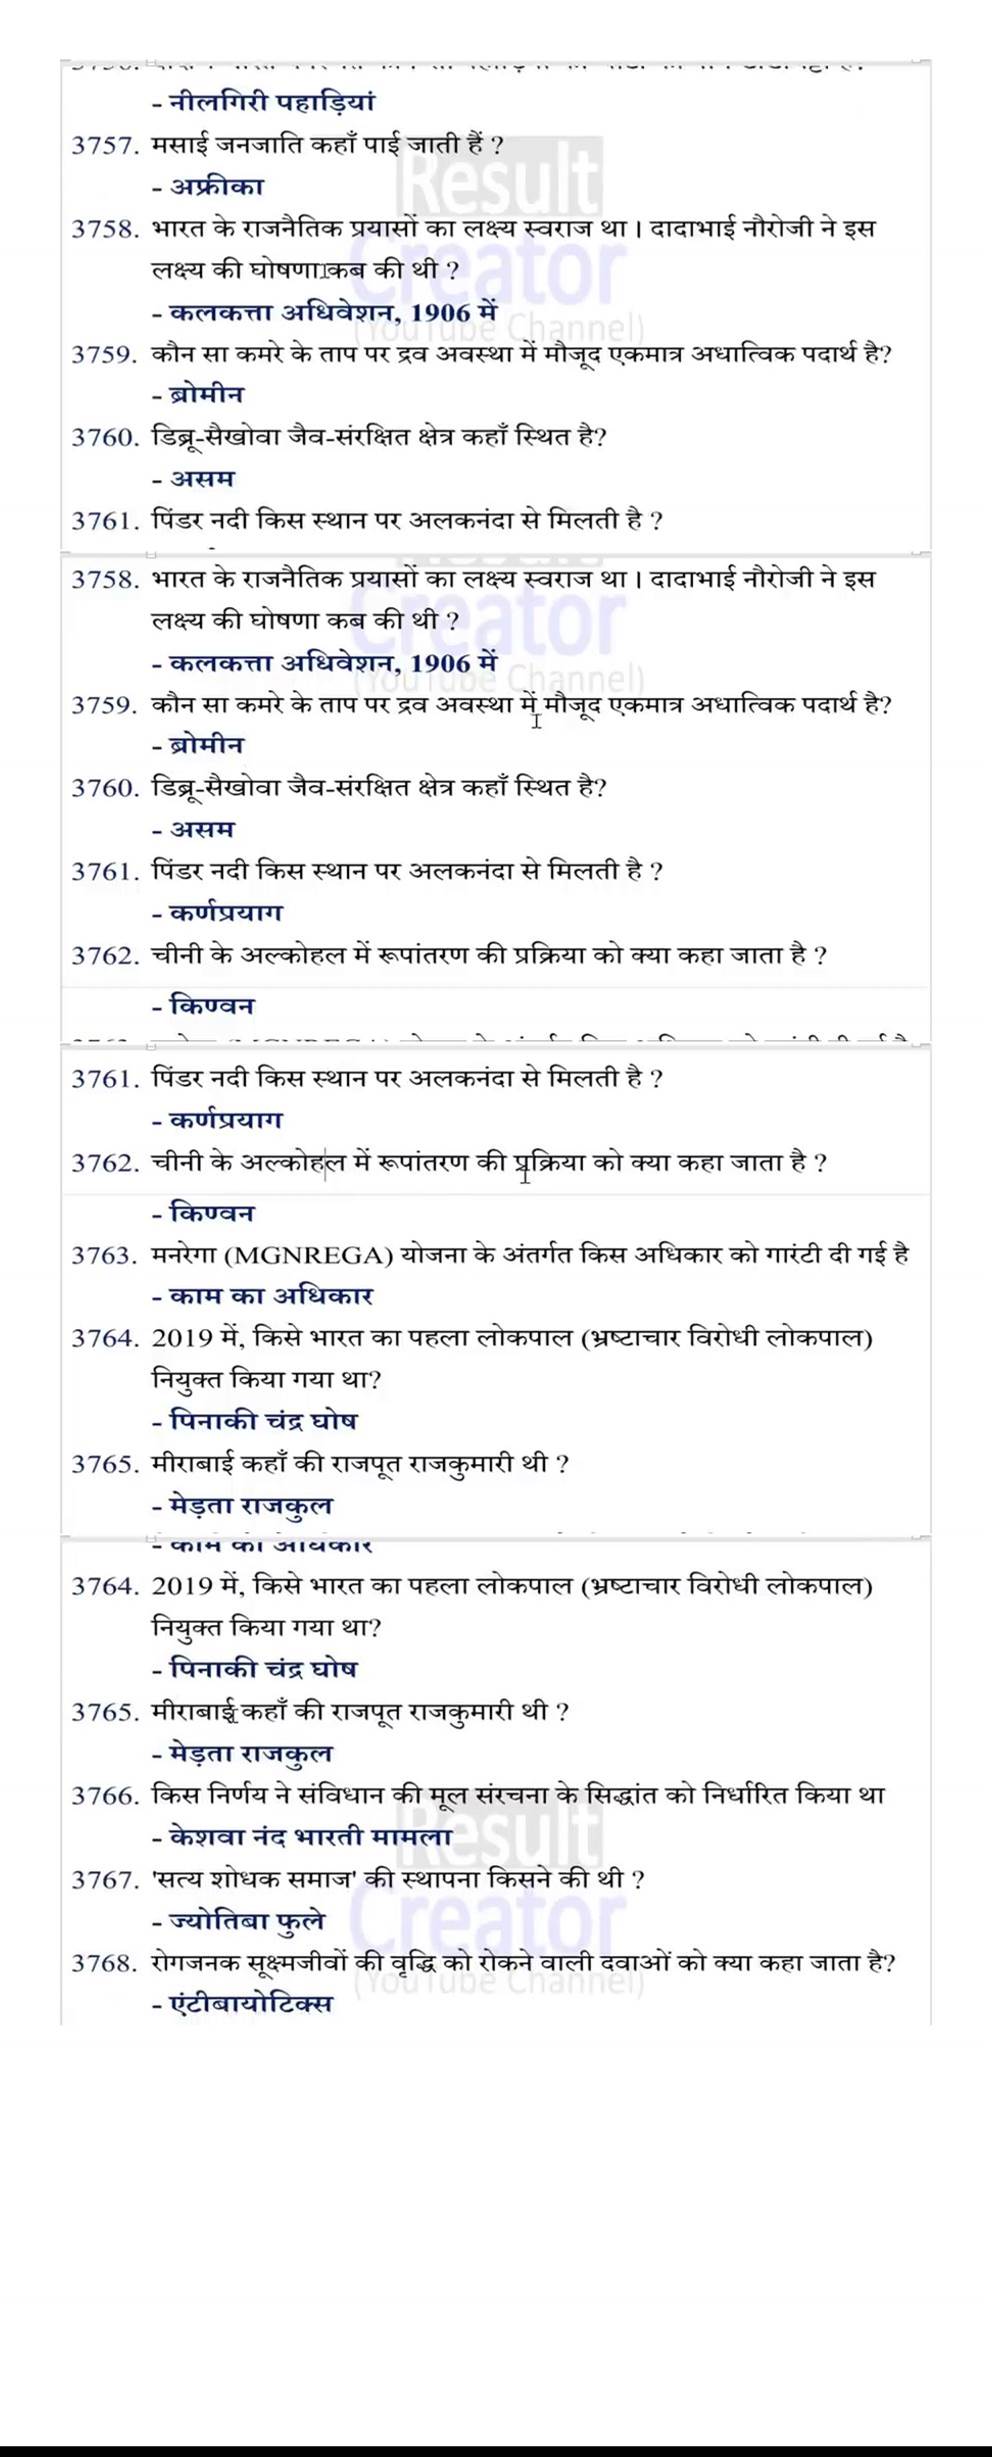 - नीलगिरी पहाड़ियां
3757. मसाई जनजाति कहाँ पाई जाती हैं ?
- अफ्रीका
3758. भारत के राजनैतिक प्रयासों का लक्ष्य स्वराज था। दादाभाई नौरोजी ने इस
लक्ष्य की घोषणा कब की थी ?
- कलकत्ता अधिवेशन, 1906 में
3759. कौन सा कमरे के ताप पर द्रव अवस्था में मौजूद एकमात्र अधात्विक पदार्थ है?
- ब्रोमीन
3760. डिब्रू-सैखोवा जैव-संरक्षित क्षेत्र कहाँ स्थित है?
- असम
3761. पिंडर नदी किस स्थान पर अलकनंदा से मिलती है ?
Result
Creator
(YouTube Channel)
3758. भारत के राजनैतिक प्रयासों का लक्ष्य स्वराज था। दादाभाई नौरोजी ने इस
लक्ष्य की घोषणा कब की थी ?
- कलकत्ता अधिवेशन, 1906 में
3759. कौन सा कमरे के ताप पर द्रव अवस्था में मौजूद एकमात्र अधात्विक पदार्थ है?
- ब्रोमीन
3760. डिब्रू-सैखोवा जैव-संरक्षित क्षेत्र कहाँ स्थित है?
- असम
3761. पिंडर नदी किस स्थान पर अलकनंदा से मिलती है ?
- कर्णप्रयाग
3762. चीनी के अल्कोहल में रूपांतरण की प्रक्रिया को क्या कहा जाता है ?
- किण्वन
Creator
(YouTube Channel)
3761. पिंडर नदी किस स्थान पर अलकनंदा से मिलती है ?
- कर्णप्रयाग
3762. चीनी के अल्कोहल में रूपांतरण की प्रक्रिया को क्या कहा जाता है ?
- किण्वन
3763. मनरेगा (MGNREGA) योजना के अंतर्गत किस अधिकार को गारंटी दी गई है
- काम का अधिकार
3764. 2019 में, किसे भारत का पहला लोकपाल (भ्रष्टाचार विरोधी लोकपाल)
नियुक्त किया गया था?
- पिनाकी चंद्र घोष
3765. मीराबाई कहाँ की राजपूत राजकुमारी थी ?
- मेड़ता राजकुल
- काम का अधिकार
3764. 2019 में, किसे भारत का पहला लोकपाल (भ्रष्टाचार विरोधी लोकपाल)
नियुक्त किया गया था?
- पिनाकी चंद्र घोष
3765. मीराबाई कहाँ की राजपूत राजकुमारी थी ?
- मेड़ता राजकुल
3766. किस निर्णय ने संविधान की मूल संरचना के सिद्धांत को निर्धारित किया था
- केशवा नंद भारती मामला
3767. 'सत्य शोधक समाज' की स्थापना किसने की थी ?
- ज्योतिबा फुले
3768. रोगजनक सूक्ष्मजीवों की वृद्धि को रोकने वाली दवाओं को क्या कहा जाता है?
- एंटीबायोटिक्स
Result
Creator
(YouTube Channel)